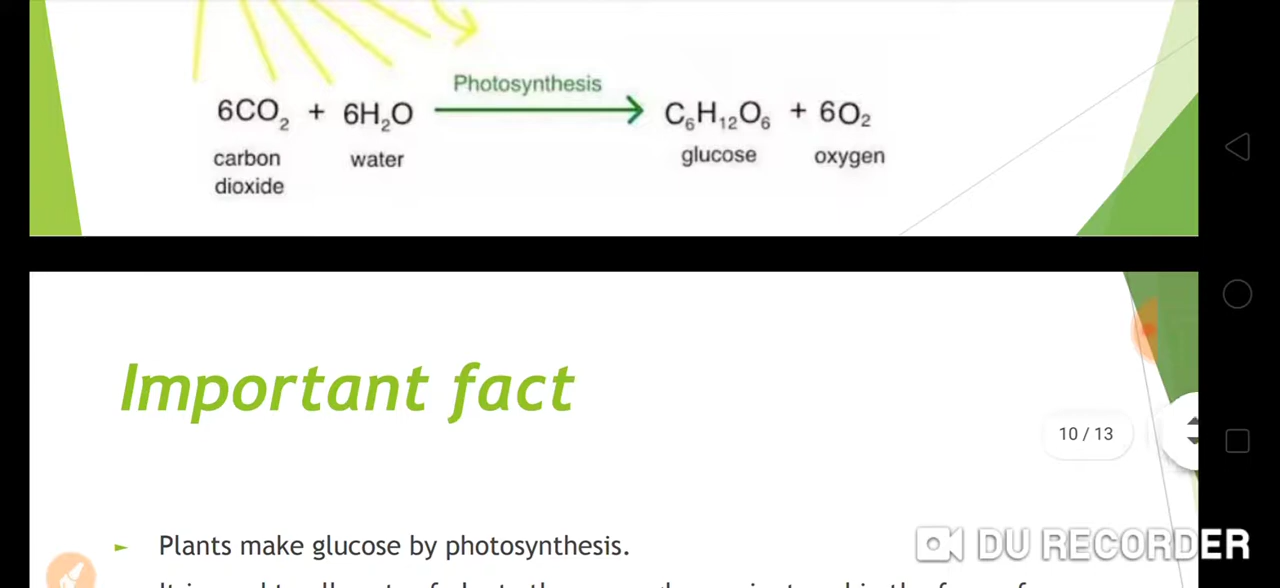 Photosynthesis
6CO₂ + 6H₂O → C₆H₁₂O₆ + 6O₂
carbon dioxide water glucose oxygen
Important fact
10 / 13
► Plants make glucose by photosynthesis.
DU RECORDER